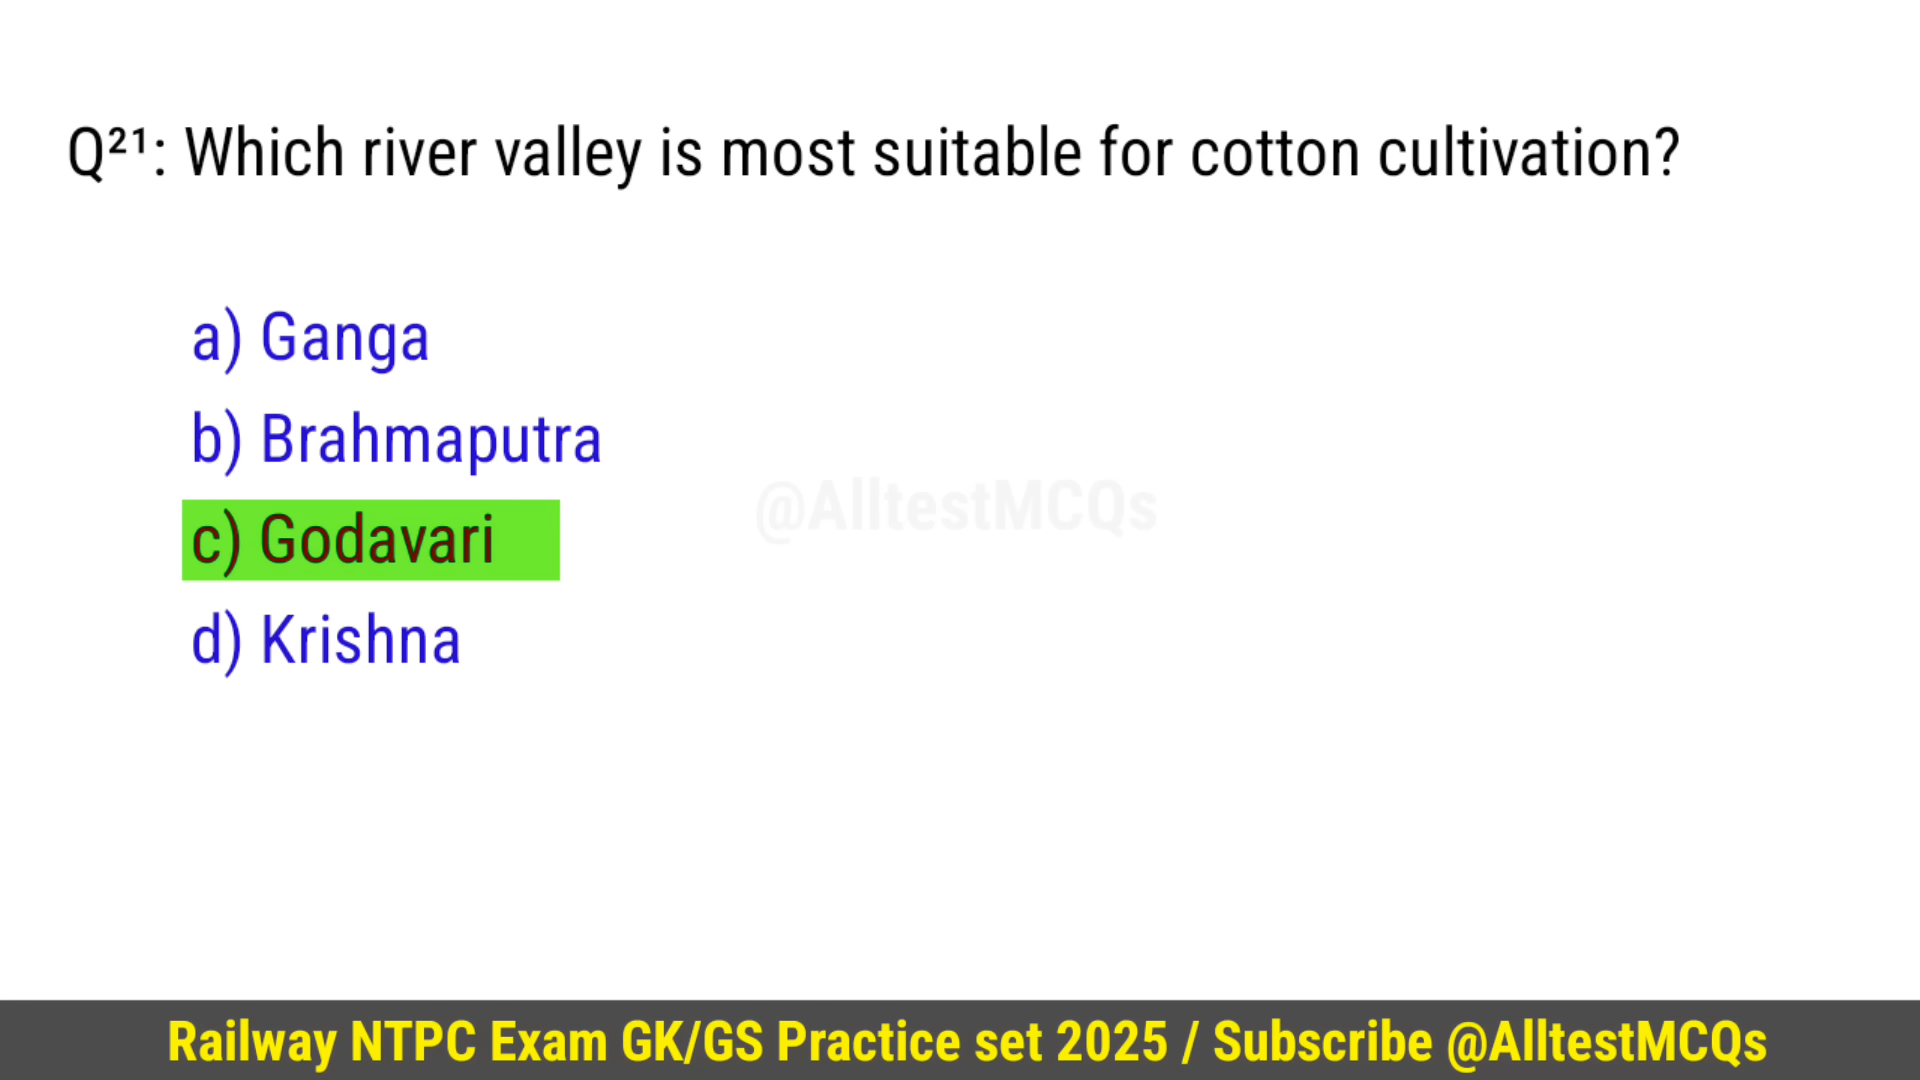 Q²¹: Which river valley is most suitable for cotton cultivation?
a) Ganga
b) Brahmaputra
@AlltestMCQs
c) Godavari
d) Krishna
Railway NTPC Exam GK/GS Practice set 2025 / Subscribe @AlltestMCQs